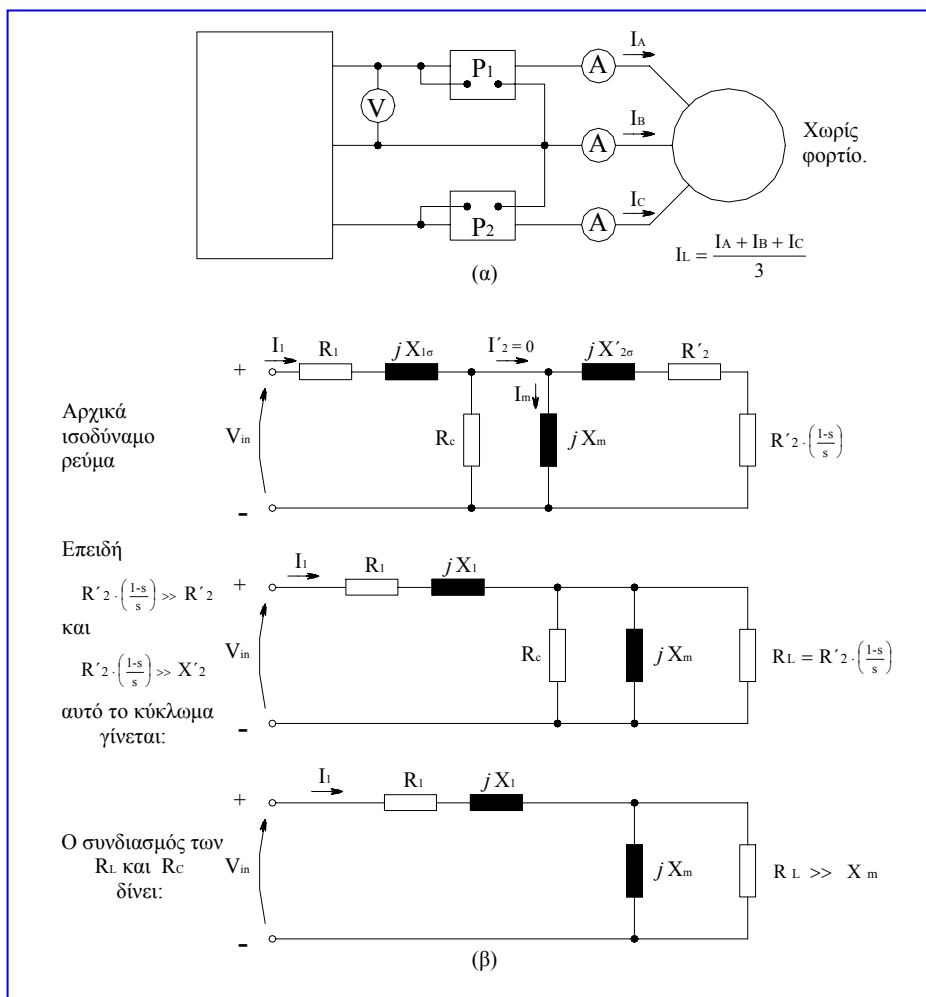 P1
A
IA
V
A
IB
Χωρίς
φορτίο.
P2
A
IC
IL = IA + IB + IC / 3
(α)
Αρχικά
ισοδύναμο
ρεύμα
+
Vin
-
I1
R1
jX1σ
I΄2 = 0
Im
Rc
jXm
jX΄2σ
R΄2
R΄2 · (1-s/s)
Επειδή
R΄2 · (1-s/s) >> R΄2
και
R΄2 · (1-s/s) >> X΄2
αυτό το κύκλωμα
γίνεται:
+
Vin
-
I1
R1
jX1
Rc
jXm
RL = R΄2 · (1-s/s)
Ο συνδιασμός των
RL και RC
δίνει:
+
Vin
-
I1
R1
jX1
jXm
RL >> Xm
(β)